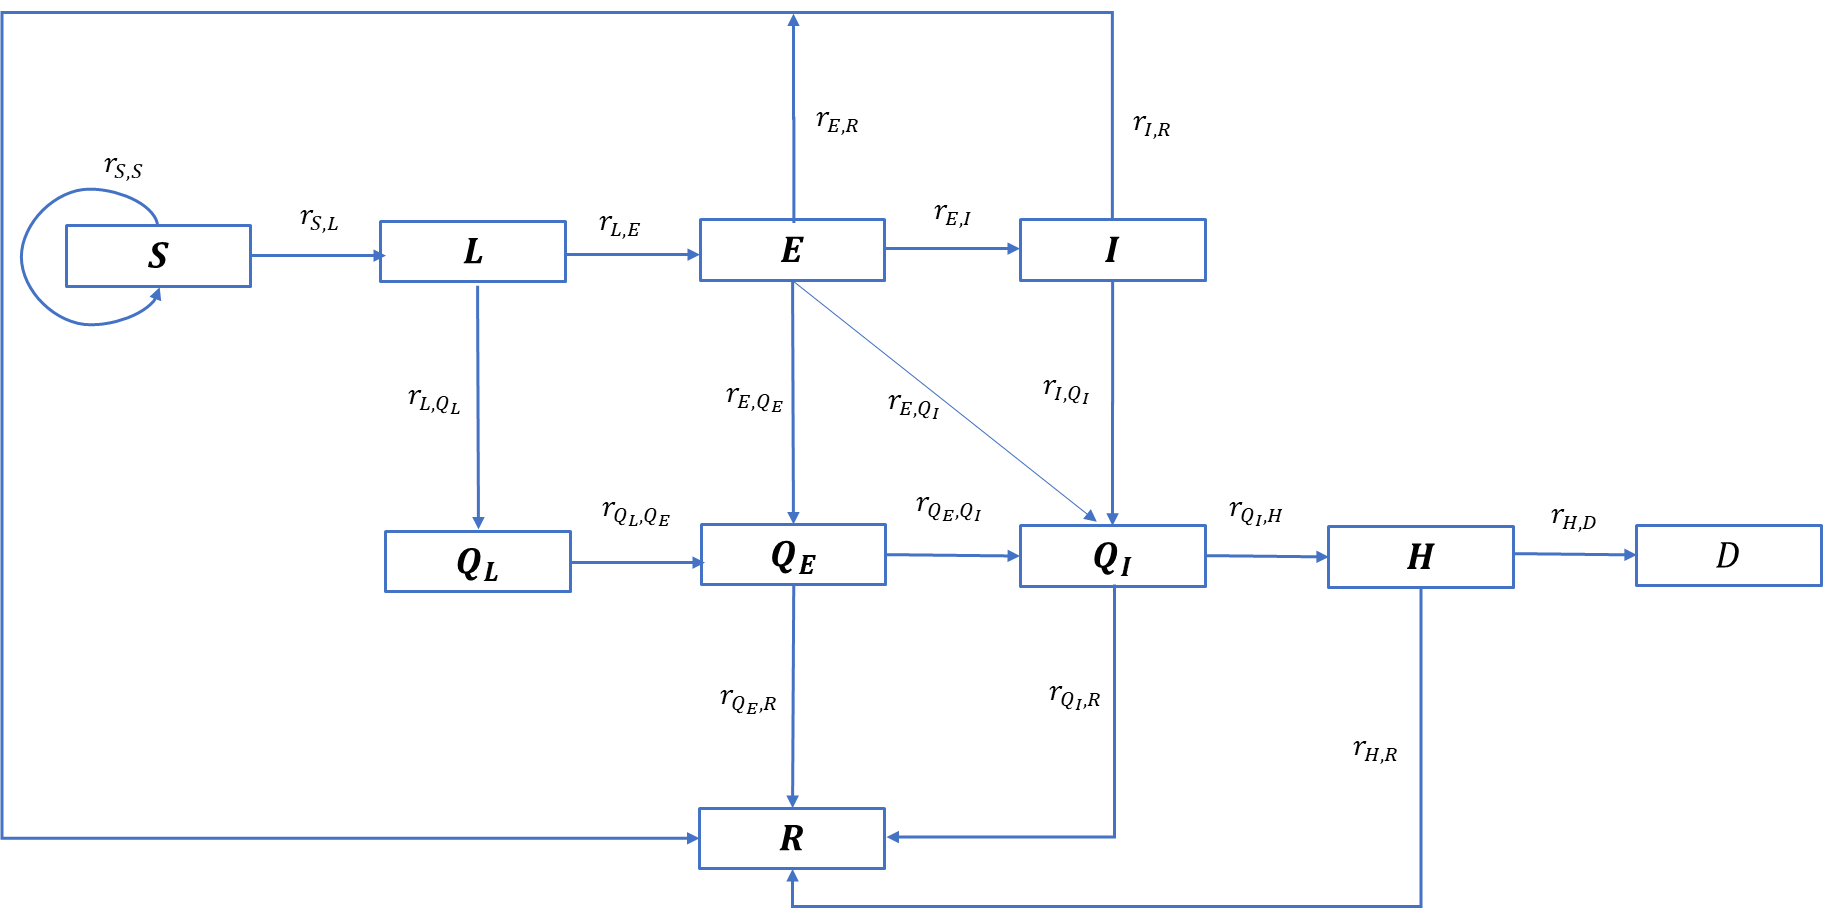 r_{E,R}
r_{I,R}
r_{S,S}
r_{S,L}
r_{L,E}
r_{E,I}
S
L
E
I
r_{L,Q_L}
r_{E,Q_E}
r_{E,Q_I}
r_{I,Q_I}
r_{Q_L,Q_E}
r_{Q_E,Q_I}
r_{Q_I,H}
r_{H,D}
Q_L
Q_E
Q_I
H
D
r_{Q_E,R}
r_{Q_I,R}
r_{H,R}
R